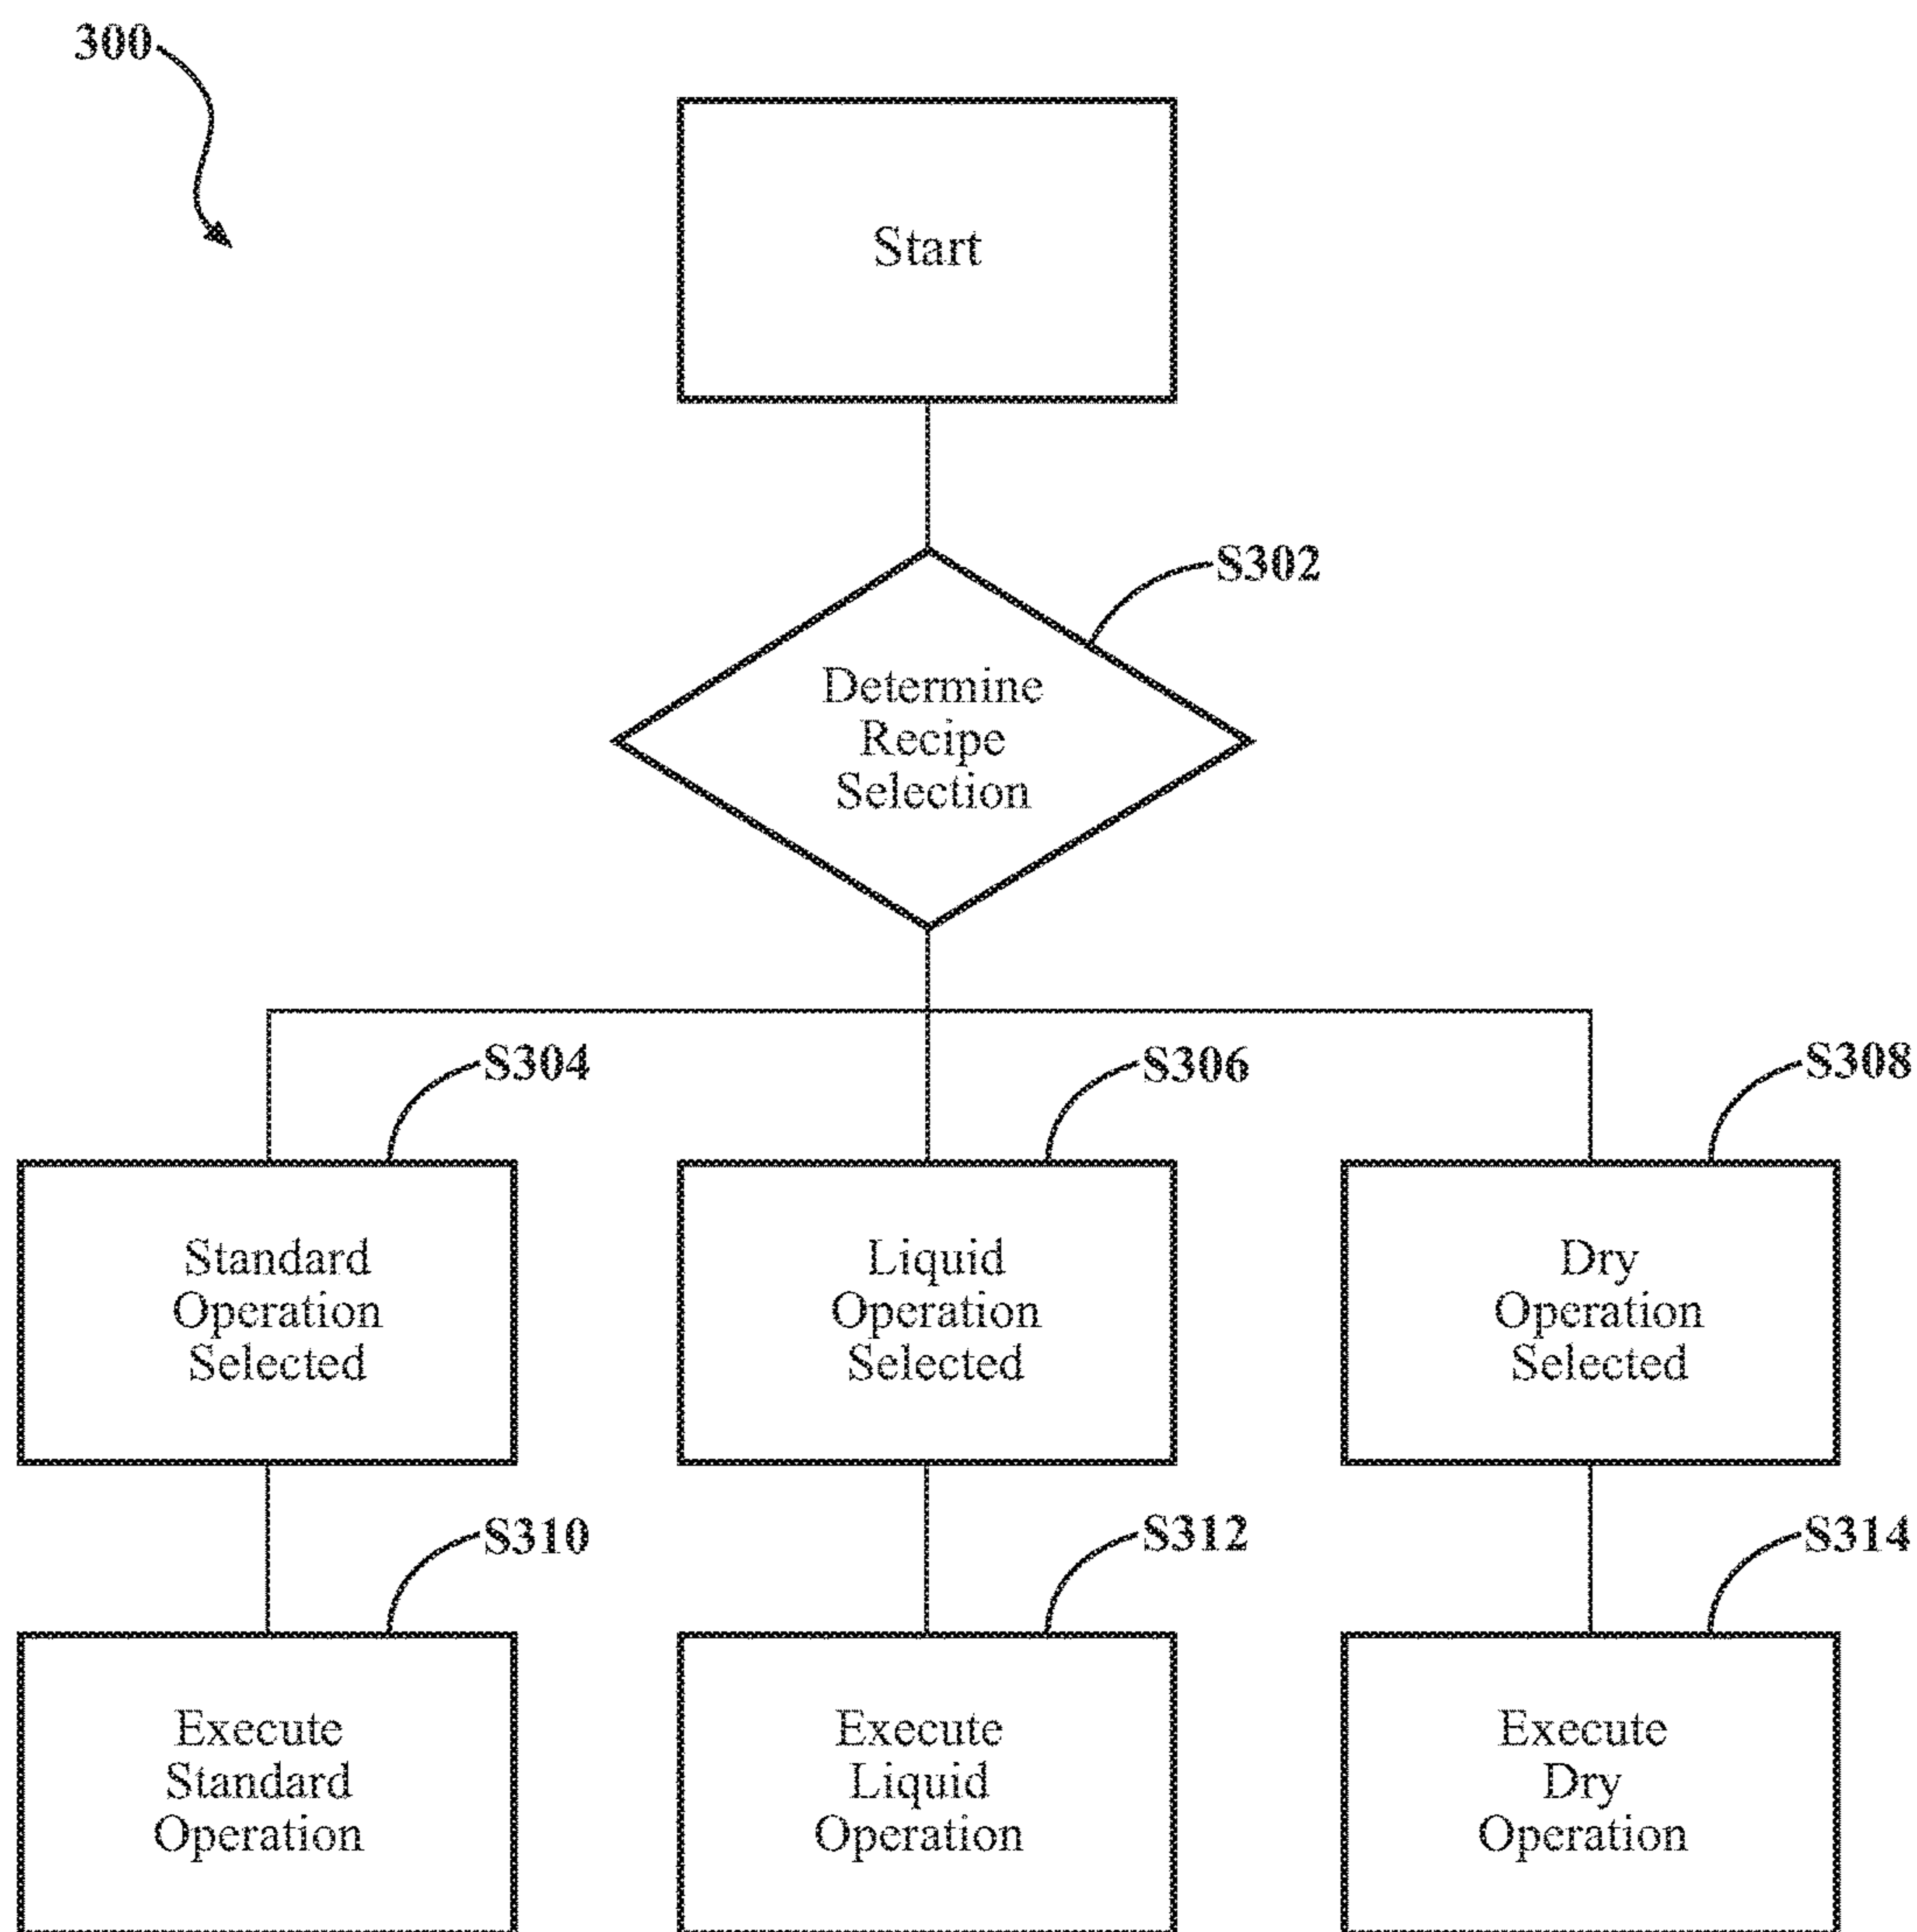 300
Start
S302
Determine
Recipe
Selection
S304
S306
S308
Standard
Operation
Selected
Liquid
Operation
Selected
Dry
Operation
Selected
S310
S312
S314
Execute
Standard
Operation
Execute
Liquid
Operation
Execute
Dry
Operation